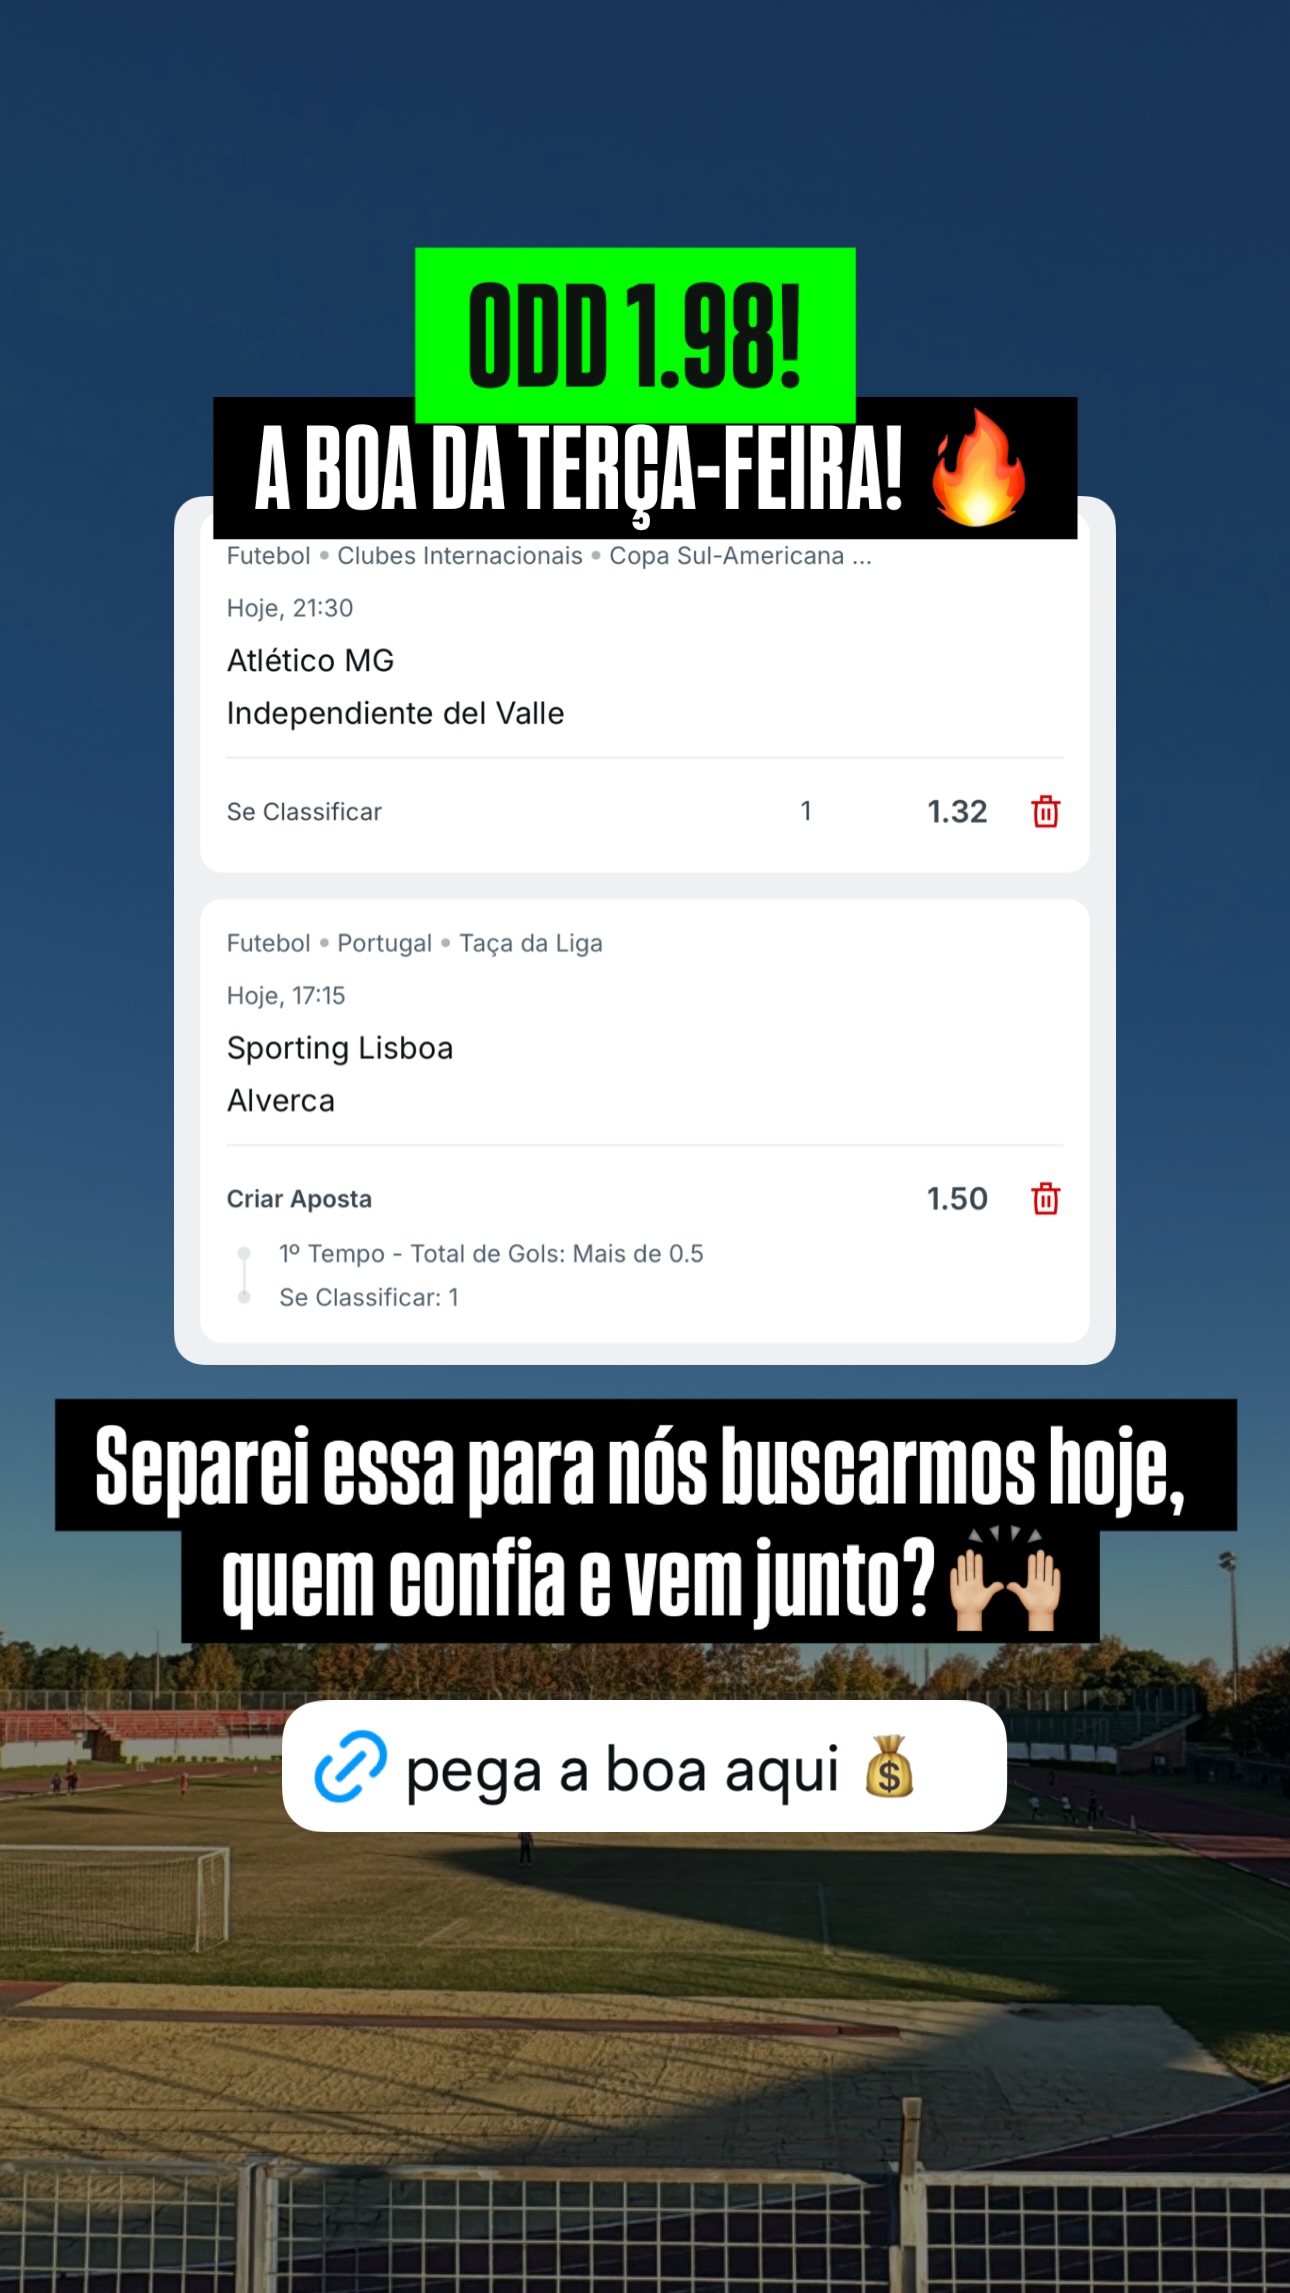 ODD 1.98!
A BOA DA TERÇA-FEIRA! 🔥
Futebol • Clubes Internacionais • Copa Sul-Americana ...
Hoje, 21:30
Atlético MG
Independiente del Valle
Se Classificar 1 1.32
Futebol • Portugal • Taça da Liga
Hoje, 17:15
Sporting Lisboa
Alverca
Criar Aposta 1.50
1º Tempo - Total de Gols: Mais de 0.5
Se Classificar: 1
Separei essa para nós buscarmos hoje,
quem confia e vem junto? 🙌🏻
pega a boa aqui 💰